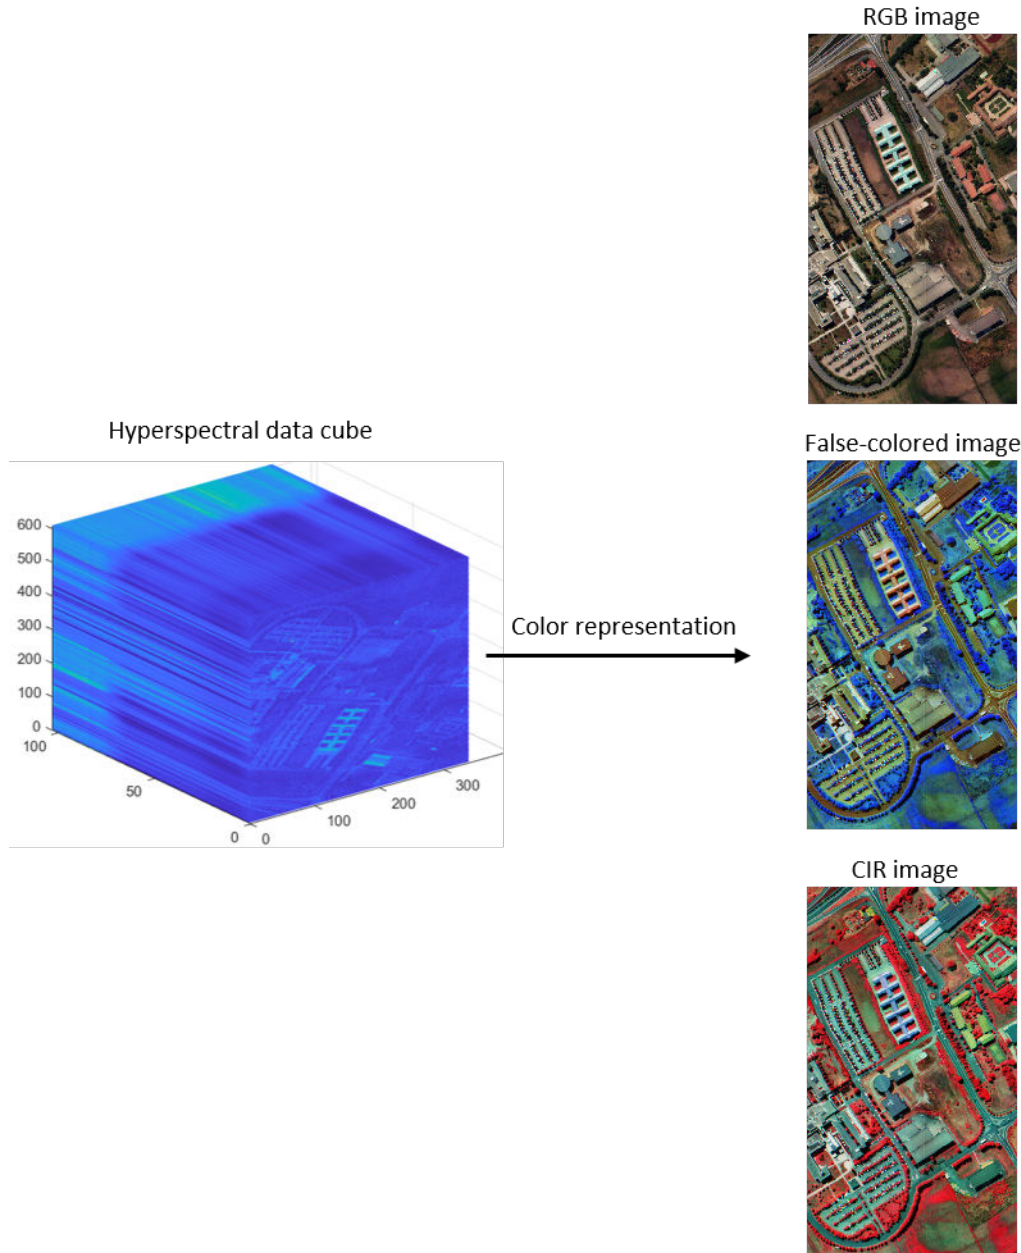 RGB image
Hyperspectral data cube
False-colored image
600
500
400
300
200
100
0
100
50
0
0
100
200
300
Color representation
CIR image